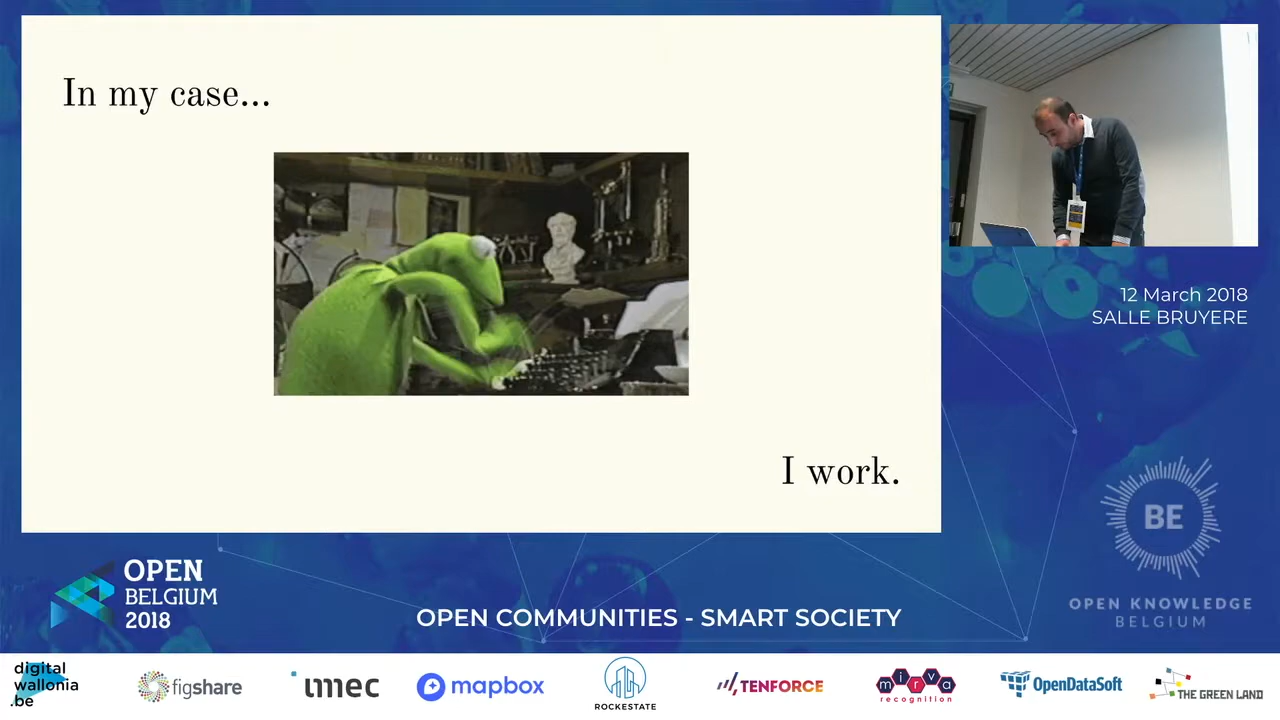 In my case...
I work.
12 March 2018
SALLE BRUYERE
BE
OPEN KNOWLEDGE
BELGIUM
OPEN
BELGIUM
2018
OPEN COMMUNITIES - SMART SOCIETY
digital
wallonia
.be
figshare
imec
mapbox
ROCKESTATE
TENFORCE
mirva
recognition
OpenDataSoft
THE GREEN LAND